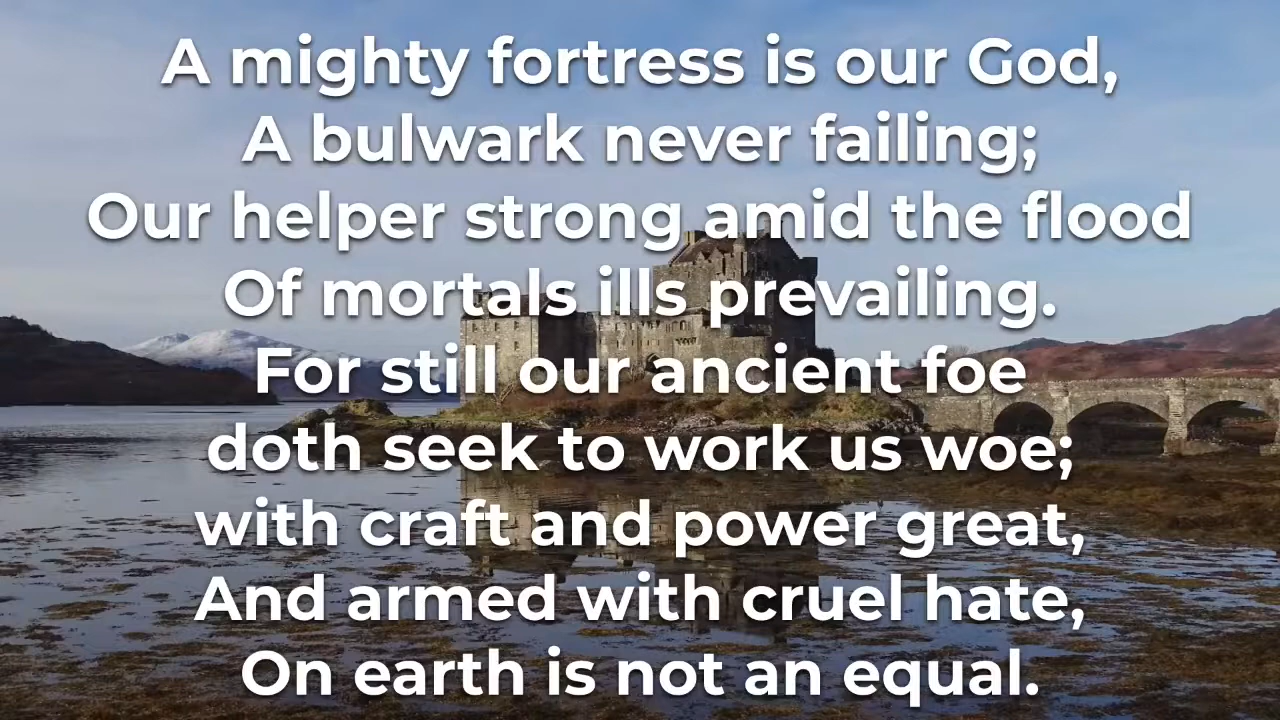 A mighty fortress is our God,
A bulwark never failing;
Our helper strong amid the flood
Of mortals ills prevailing.
For still our ancient foe
doth seek to work us woe;
with craft and power great,
And armed with cruel hate,
On earth is not an equal.